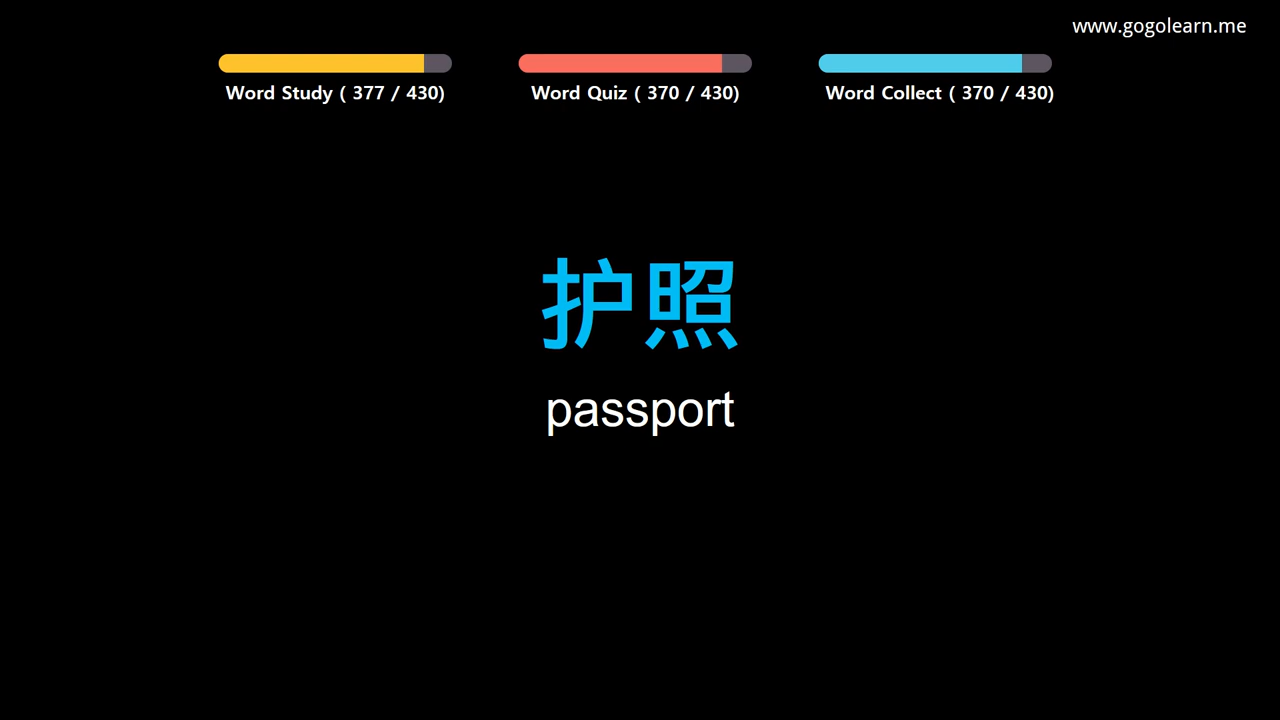 www.gogolearn.me
Word Study ( 377 / 430)
Word Quiz ( 370 / 430)
Word Collect ( 370 / 430)
护照
passport